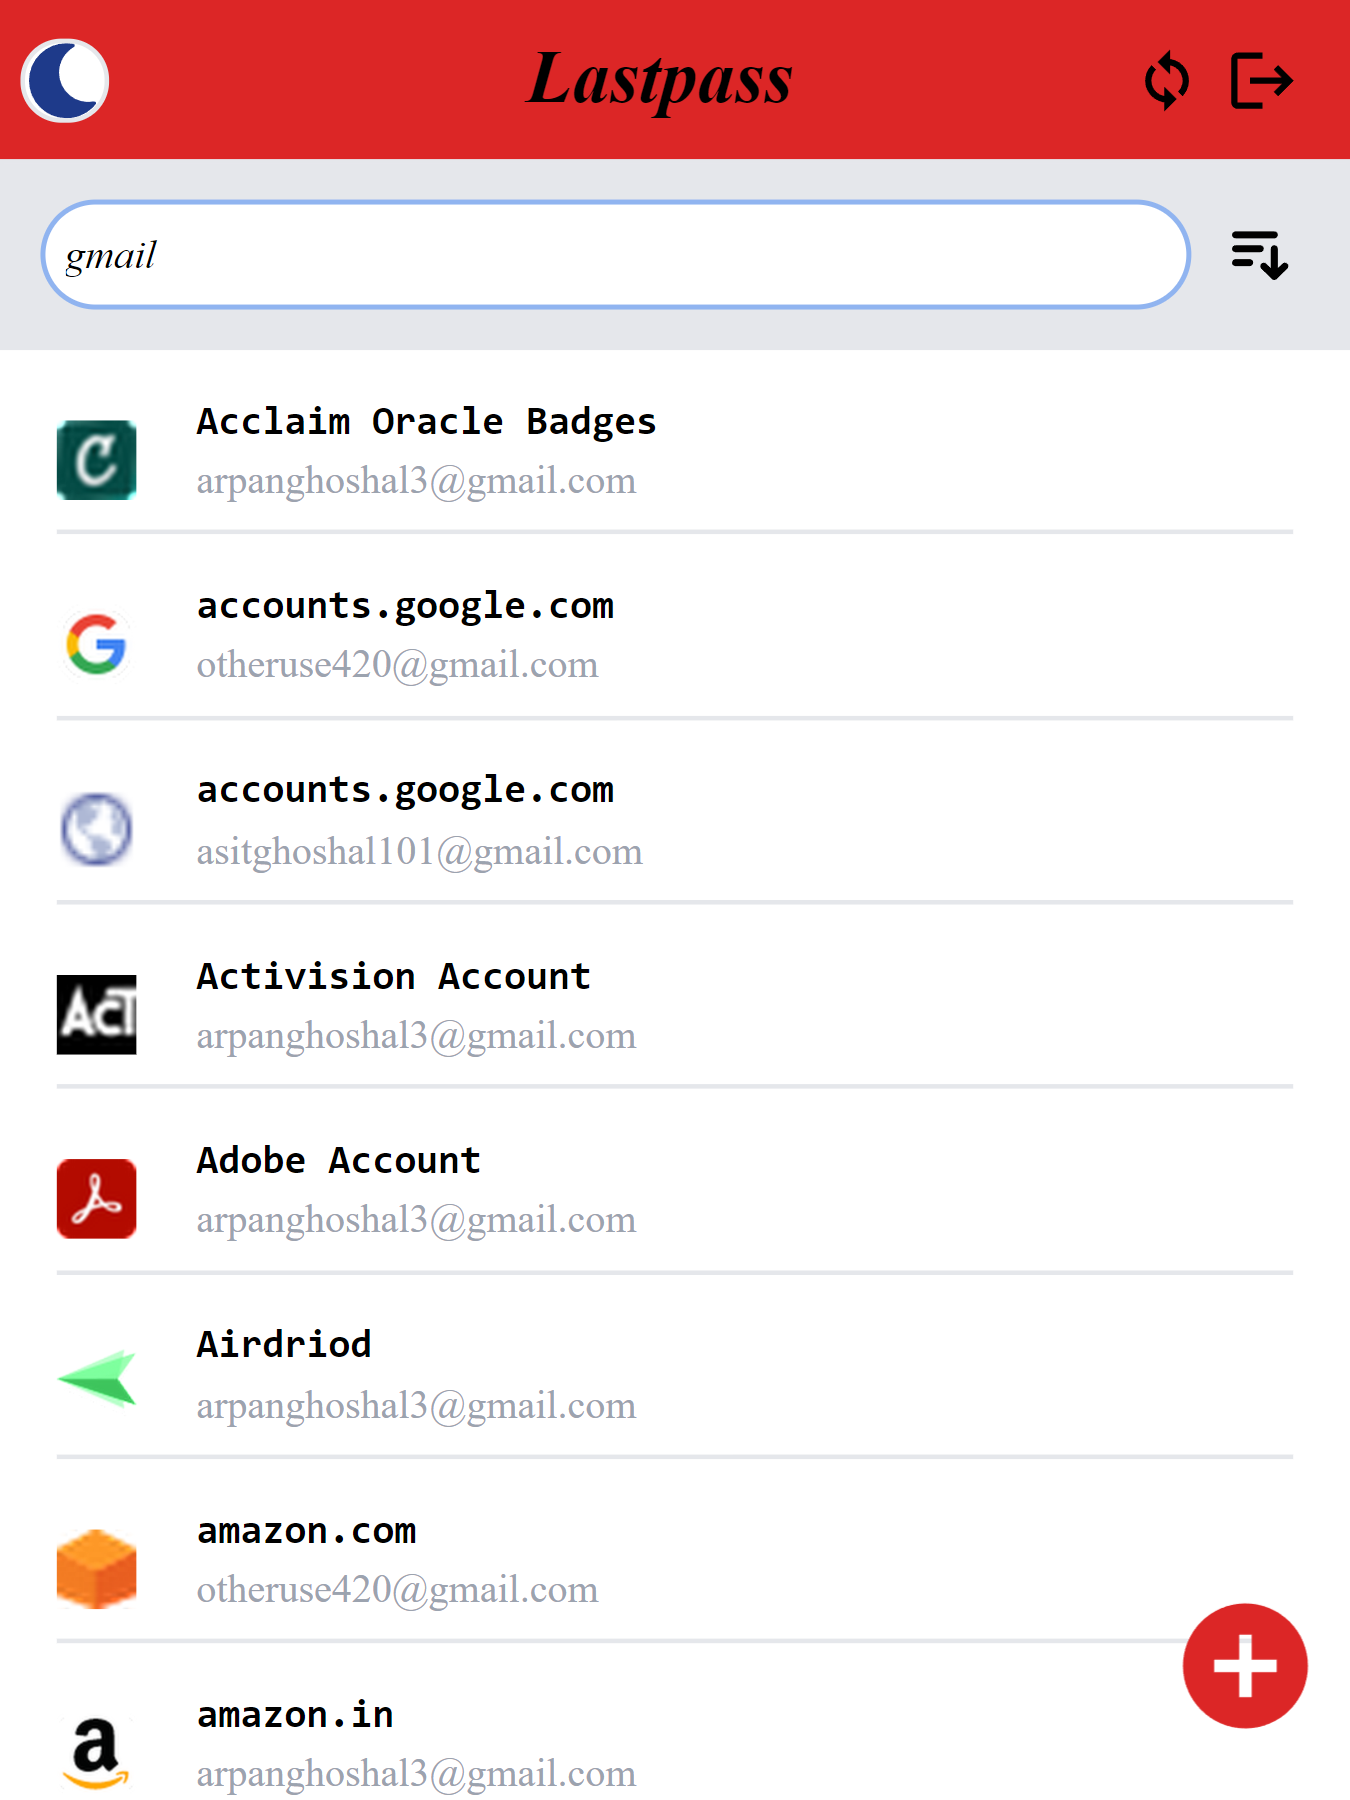 Lastpass
gmail
Acclaim Oracle Badges
arpanghoshal3@gmail.com
accounts.google.com
otheruse420@gmail.com
accounts.google.com
asitghoshal101@gmail.com
Activision Account
arpanghoshal3@gmail.com
Adobe Account
arpanghoshal3@gmail.com
Airdriod
arpanghoshal3@gmail.com
amazon.com
otheruse420@gmail.com
amazon.in
arpanghoshal3@gmail.com